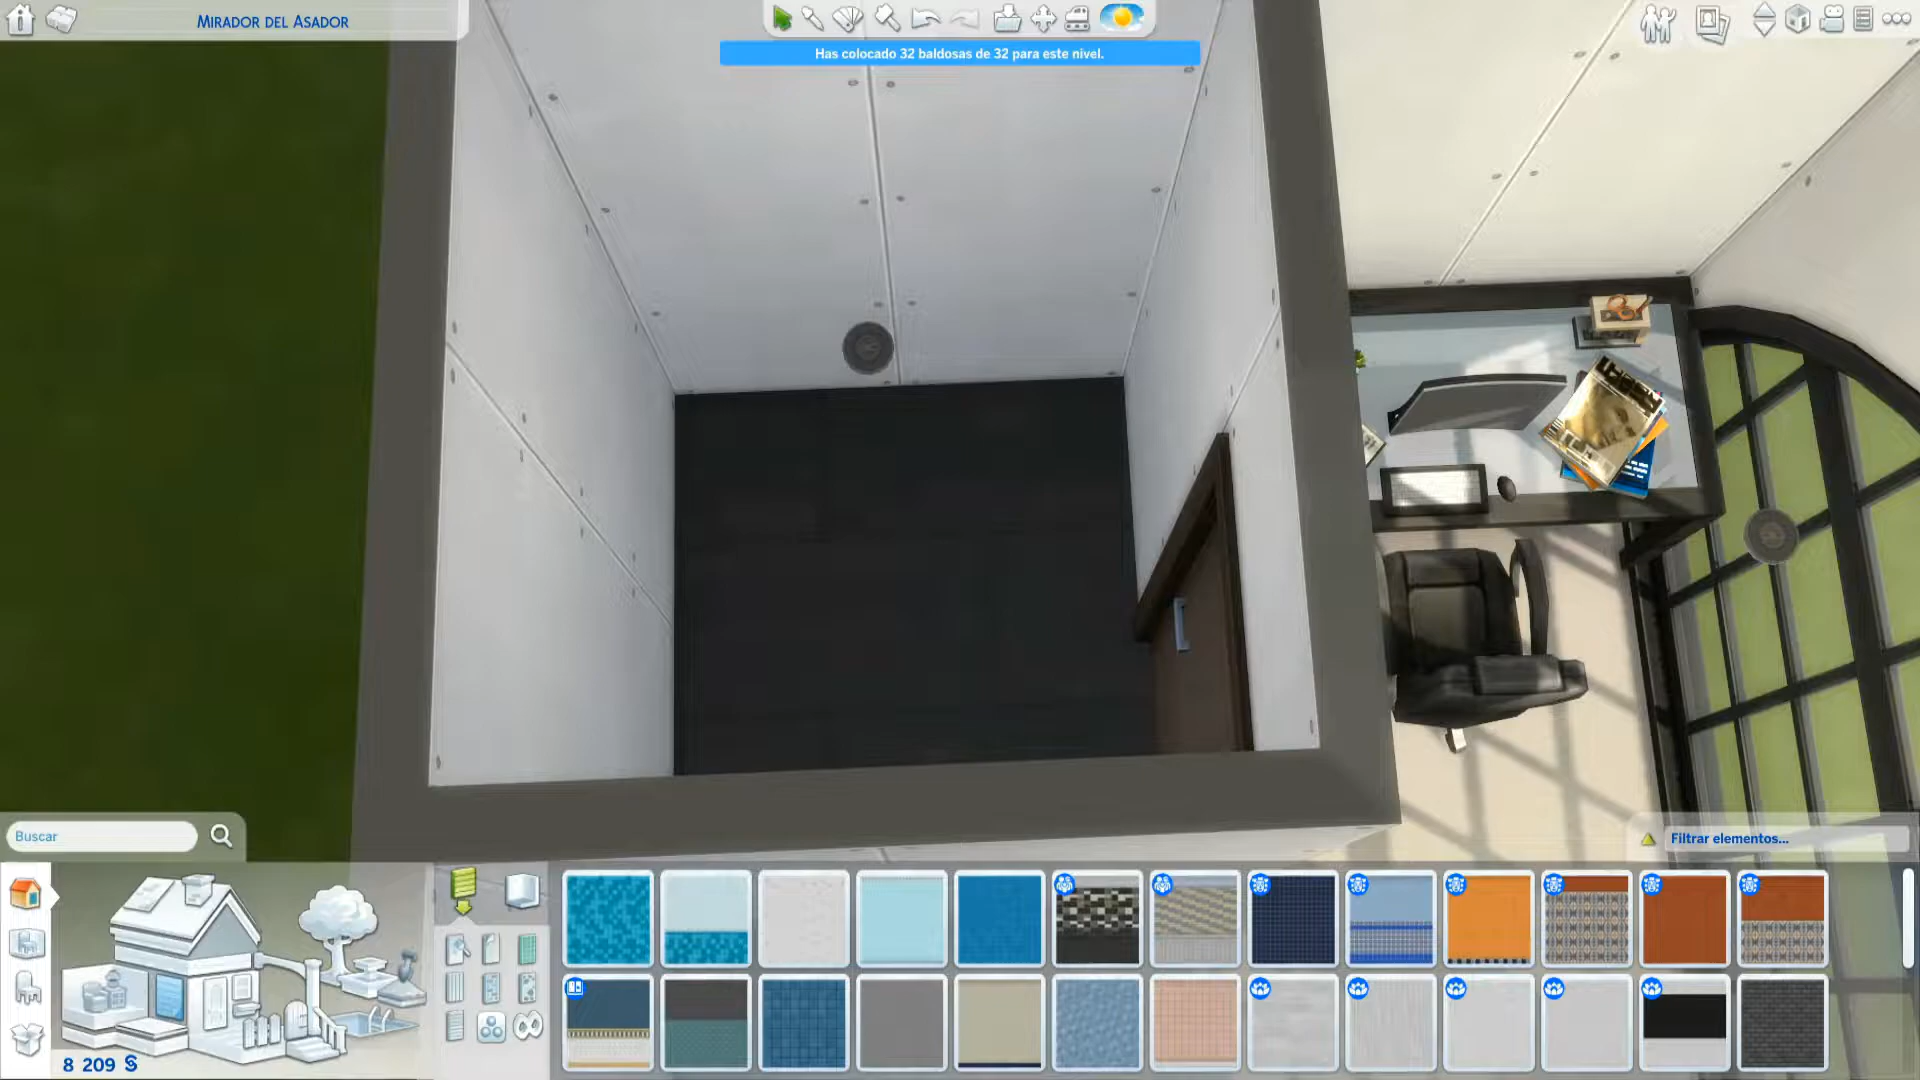 MIRADOR DEL ASADOR
Has colocado 32 baldosas de 32 para este nivel.
Buscar
Filtrar elementos...
8 209 §